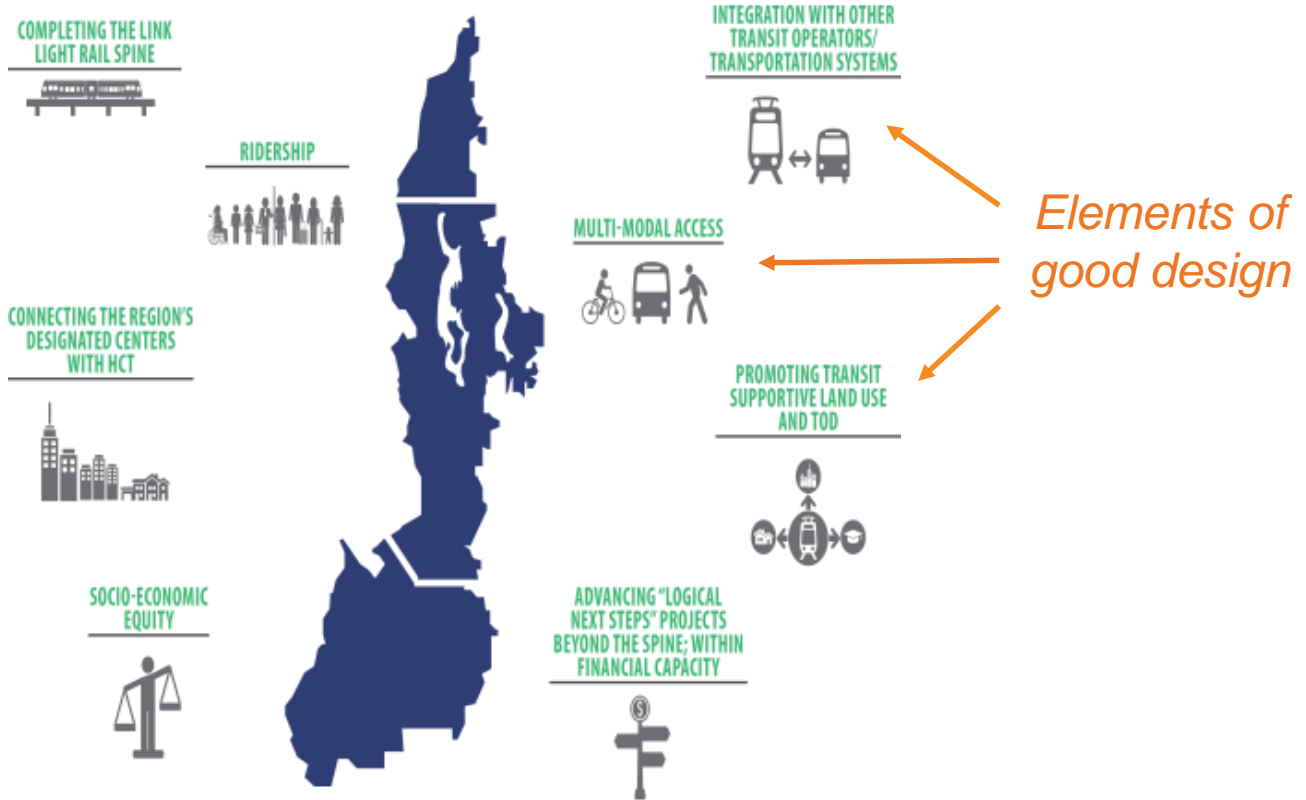 COMPLETING THE LINK
LIGHT RAIL SPINE
RIDERSHIP
CONNECTING THE REGION'S
DESIGNATED CENTERS
WITH HCT
SOCIO-ECONOMIC
EQUITY
INTEGRATION WITH OTHER
TRANSIT OPERATORS/
TRANSPORTATION SYSTEMS
MULTI-MODAL ACCESS
PROMOTING TRANSIT
SUPPORTIVE LAND USE
AND TOD
ADVANCING "LOGICAL
NEXT STEPS" PROJECTS
BEYOND THE SPINE; WITHIN
FINANCIAL CAPACITY
$
Elements of
good design